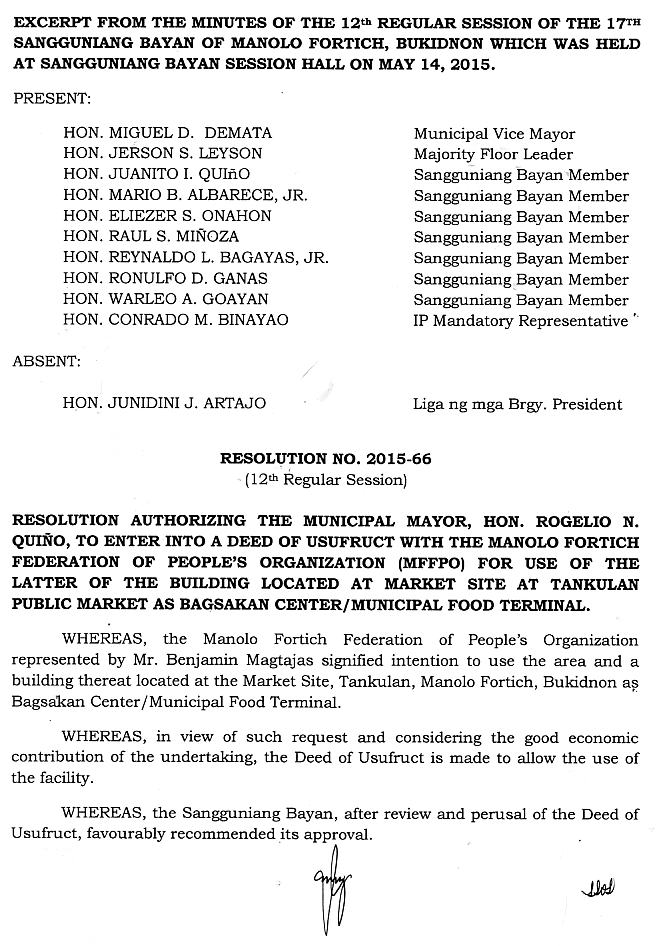 EXCERPT FROM THE MINUTES OF THE 12th REGULAR SESSION OF THE 17TH
SANGGUNIANG BAYAN OF MANOLO FORTICH, BUKIDNON WHICH WAS HELD
AT SANGGUNIANG BAYAN SESSION HALL ON MAY 14, 2015.
PRESENT:
HON. MIGUEL D. DEMATA Municipal Vice Mayor
HON. JERSON S. LEYSON Majority Floor Leader
HON. JUANITO I. QUIñO Sangguniang Bayan Member
HON. MARIO B. ALBARECE, JR. Sangguniang Bayan Member
HON. ELIEZER S. ONAHON Sangguniang Bayan Member
HON. RAUL S. MIÑOZA Sangguniang Bayan Member
HON. REYNALDO L. BAGAYAS, JR. Sangguniang Bayan Member
HON. RONULFO D. GANAS Sangguniang Bayan Member
HON. WARLEO A. GOAYAN Sangguniang Bayan Member
HON. CONRADO M. BINAYAO IP Mandatory Representative
ABSENT:
HON. JUNIDINI J. ARTAJO Liga ng mga Brgy. President
RESOLUTION NO. 2015-66
(12th Regular Session)
RESOLUTION AUTHORIZING THE MUNICIPAL MAYOR, HON. ROGELIO N.
QUIÑO, TO ENTER INTO A DEED OF USUFRUCT WITH THE MANOLO FORTICH
FEDERATION OF PEOPLE'S ORGANIZATION (MFFPO) FOR USE OF THE
LATTER OF THE BUILDING LOCATED AT MARKET SITE AT TANKULAN
PUBLIC MARKET AS BAGSAKAN CENTER/MUNICIPAL FOOD TERMINAL.
WHEREAS, the Manolo Fortich Federation of People's Organization
represented by Mr. Benjamin Magtajas signified intention to use the area and a
building thereat located at the Market Site, Tankulan, Manolo Fortich, Bukidnon as
Bagsakan Center/Municipal Food Terminal.
WHEREAS, in view of such request and considering the good economic
contribution of the undertaking, the Deed of Usufruct is made to allow the use of
the facility.
WHEREAS, the Sangguniang Bayan, after review and perusal of the Deed of
Usufruct, favourably recommended its approval.